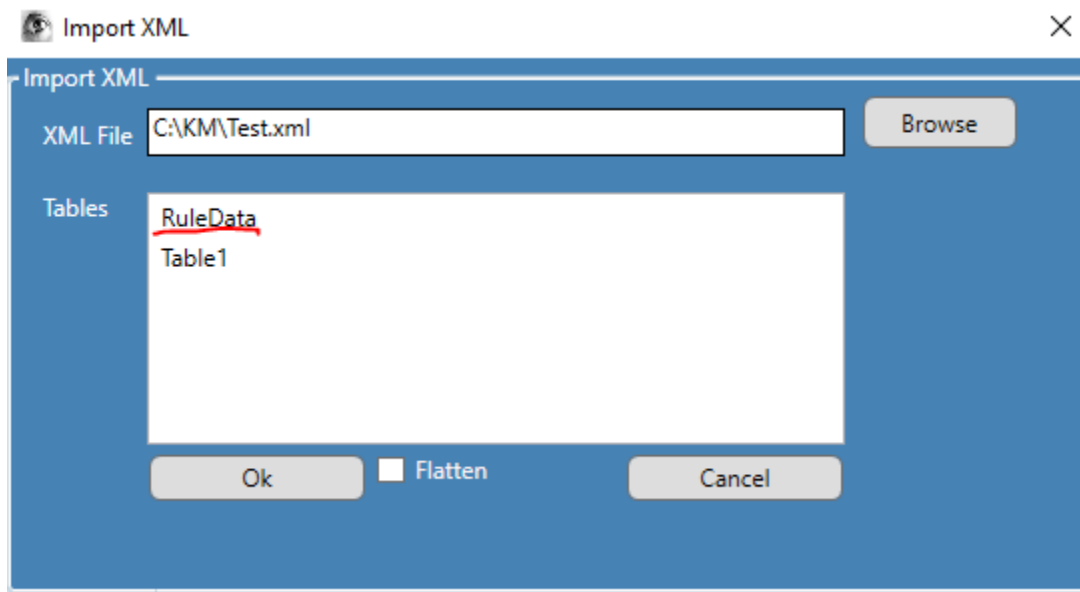 Import XML
Import XML
XML File C:\KM\Test.xml Browse
Tables
RuleData
Table1
Ok Flatten Cancel